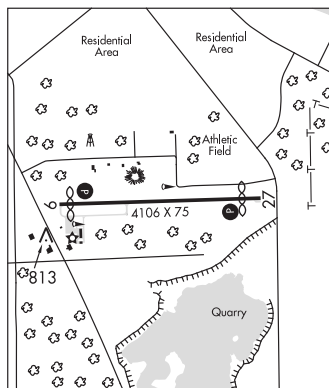 Residential
Area
Residential
Area
Athletic
Field
P
9
4106 X 75
P
27
813
Quarry